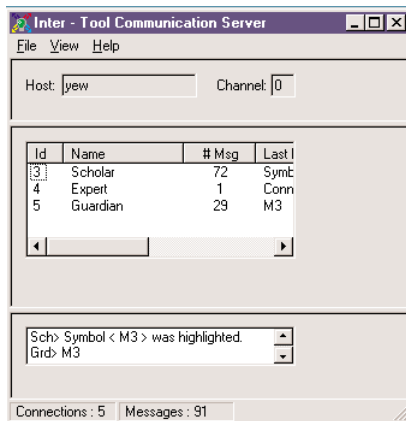 Inter - Tool Communication Server
File View Help
Host: yew Channel: 0
Id Name # Msg Last
3 Scholar 72 Symb
4 Expert 1 Conn
5 Guardian 29 M3
Sch> Symbol < M3 > was highlighted.
Grd> M3
Connections : 5 Messages : 91